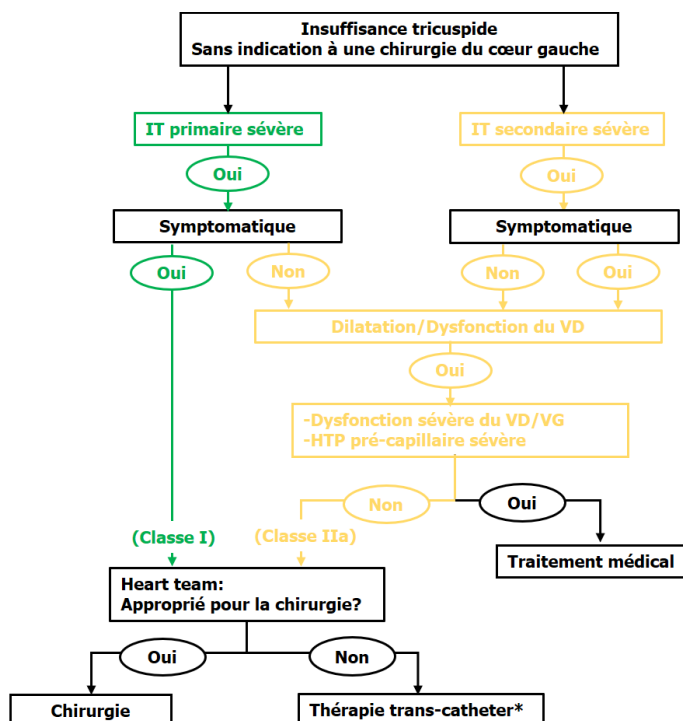 Insuffisance tricuspide
Sans indication à une chirurgie du cœur gauche
IT primaire sévère
IT secondaire sévère
Oui
Oui
Symptomatique
Symptomatique
Oui
Non
Non
Oui
Dilatation/Dysfonction du VD
Oui
-Dysfonction sévère du VD/VG
-HTP pré-capillaire sévère
Non
Oui
(Classe I)
(Classe IIa)
Traitement médical
Heart team:
Approprié pour la chirurgie?
Oui
Non
Chirurgie
Thérapie trans-catheter*